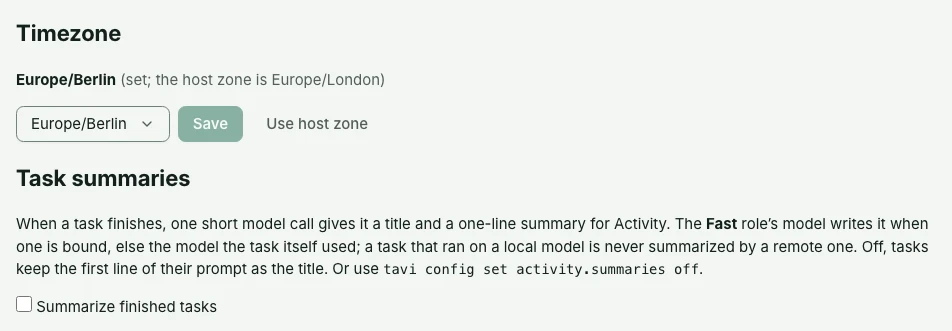 Timezone
Europe/Berlin (set; the host zone is Europe/London)
Europe/Berlin Save Use host zone
Task summaries
When a task finishes, one short model call gives it a title and a one-line summary for Activity. The Fast role’s model writes it when
one is bound, else the model the task itself used; a task that ran on a local model is never summarized by a remote one. Off, tasks
keep the first line of their prompt as the title. Or use tavi config set activity.summaries off.
Summarize finished tasks